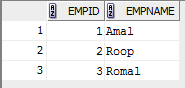 EMPID EMPNAME
1 1 Amal
2 2 Roop
3 3 Romal